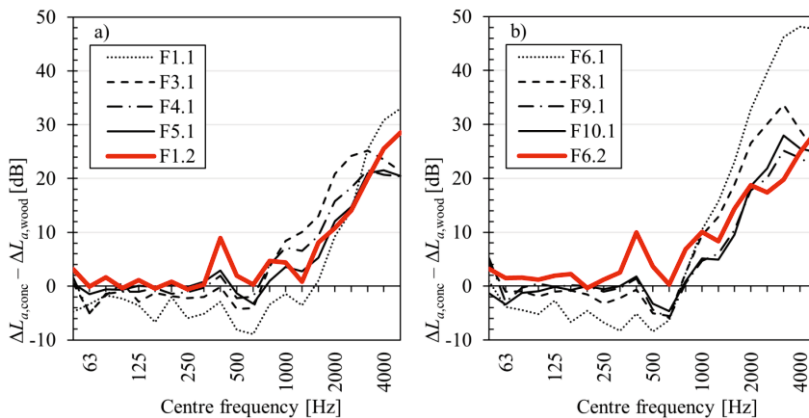 a)
F1.1
F3.1
F4.1
F5.1
F1.2
50
40
30
20
10
0
-10
ΔLa,conc − ΔLa,wood [dB]
63
125
250
500
1000
2000
4000
Centre frequency [Hz]
b)
F6.1
F8.1
F9.1
F10.1
F6.2
50
40
30
20
10
0
-10
ΔLa,conc − ΔLa,wood [dB]
63
125
250
500
1000
2000
4000
Centre frequency [Hz]